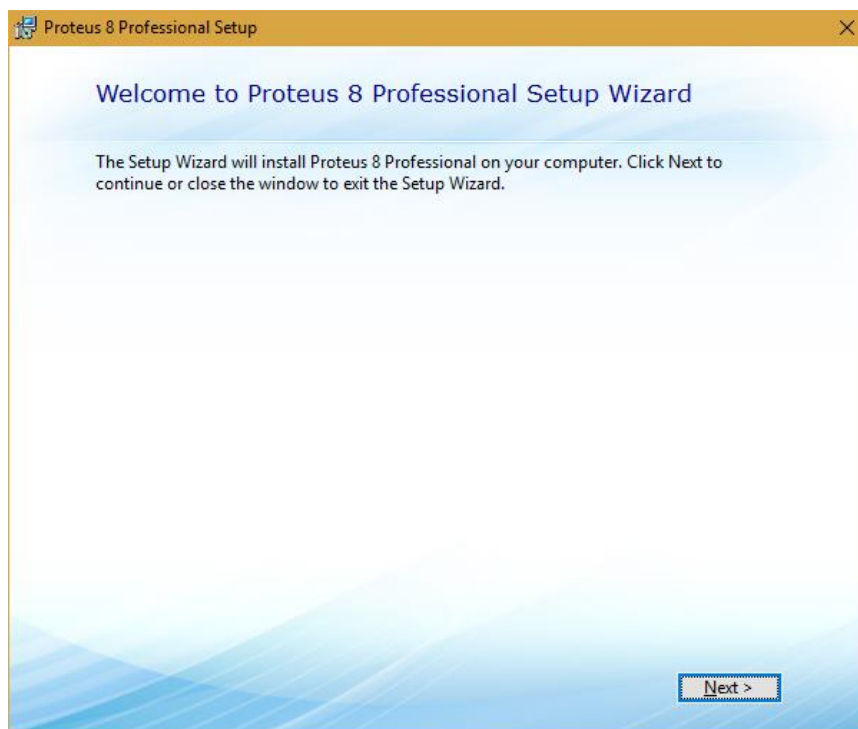 Proteus 8 Professional Setup
Welcome to Proteus 8 Professional Setup Wizard
The Setup Wizard will install Proteus 8 Professional on your computer. Click Next to
continue or close the window to exit the Setup Wizard.
Next >